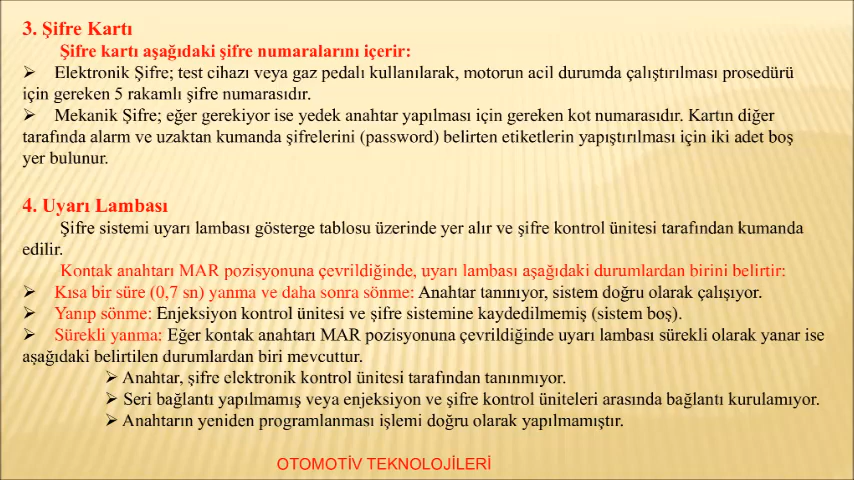 3. Şifre Kartı
Şifre kartı aşağıdaki şifre numaralarını içerir:
➢ Elektronik Şifre; test cihazı veya gaz pedalı kullanılarak, motorun acil durumda çalıştırılması prosedürü
için gereken 5 rakamlı şifre numarasıdır.
➢ Mekanik Şifre; eğer gerekiyor ise yedek anahtar yapılması için gereken kot numarasıdır. Kartın diğer
tarafında alarm ve uzaktan kumanda şifrelerini (password) belirten etiketlerin yapıştırılması için iki adet boş
yer bulunur.
4. Uyarı Lambası
Şifre sistemi uyarı lambası gösterge tablosu üzerinde yer alır ve şifre kontrol ünitesi tarafından kumanda
edilir.
Kontak anahtarı MAR pozisyonuna çevrildiğinde, uyarı lambası aşağıdaki durumlardan birini belirtir:
➢ Kısa bir süre (0,7 sn) yanma ve daha sonra sönme: Anahtar tanınıyor, sistem doğru olarak çalışıyor.
➢ Yanıp sönme: Enjeksiyon kontrol ünitesi ve şifre sistemine kaydedilmemiş (sistem boş).
➢ Sürekli yanma: Eğer kontak anahtarı MAR pozisyonuna çevrildiğinde uyarı lambası sürekli olarak yanar ise
aşağıdaki belirtilen durumlardan biri mevcuttur.
➢ Anahtar, şifre elektronik kontrol ünitesi tarafından tanınmıyor.
➢ Seri bağlantı yapılmamış veya enjeksiyon ve şifre kontrol üniteleri arasında bağlantı kurulamıyor.
➢ Anahtarın yeniden programlanması işlemi doğru olarak yapılmamıştır.
OTOMOTİV TEKNOLOJİLERİ